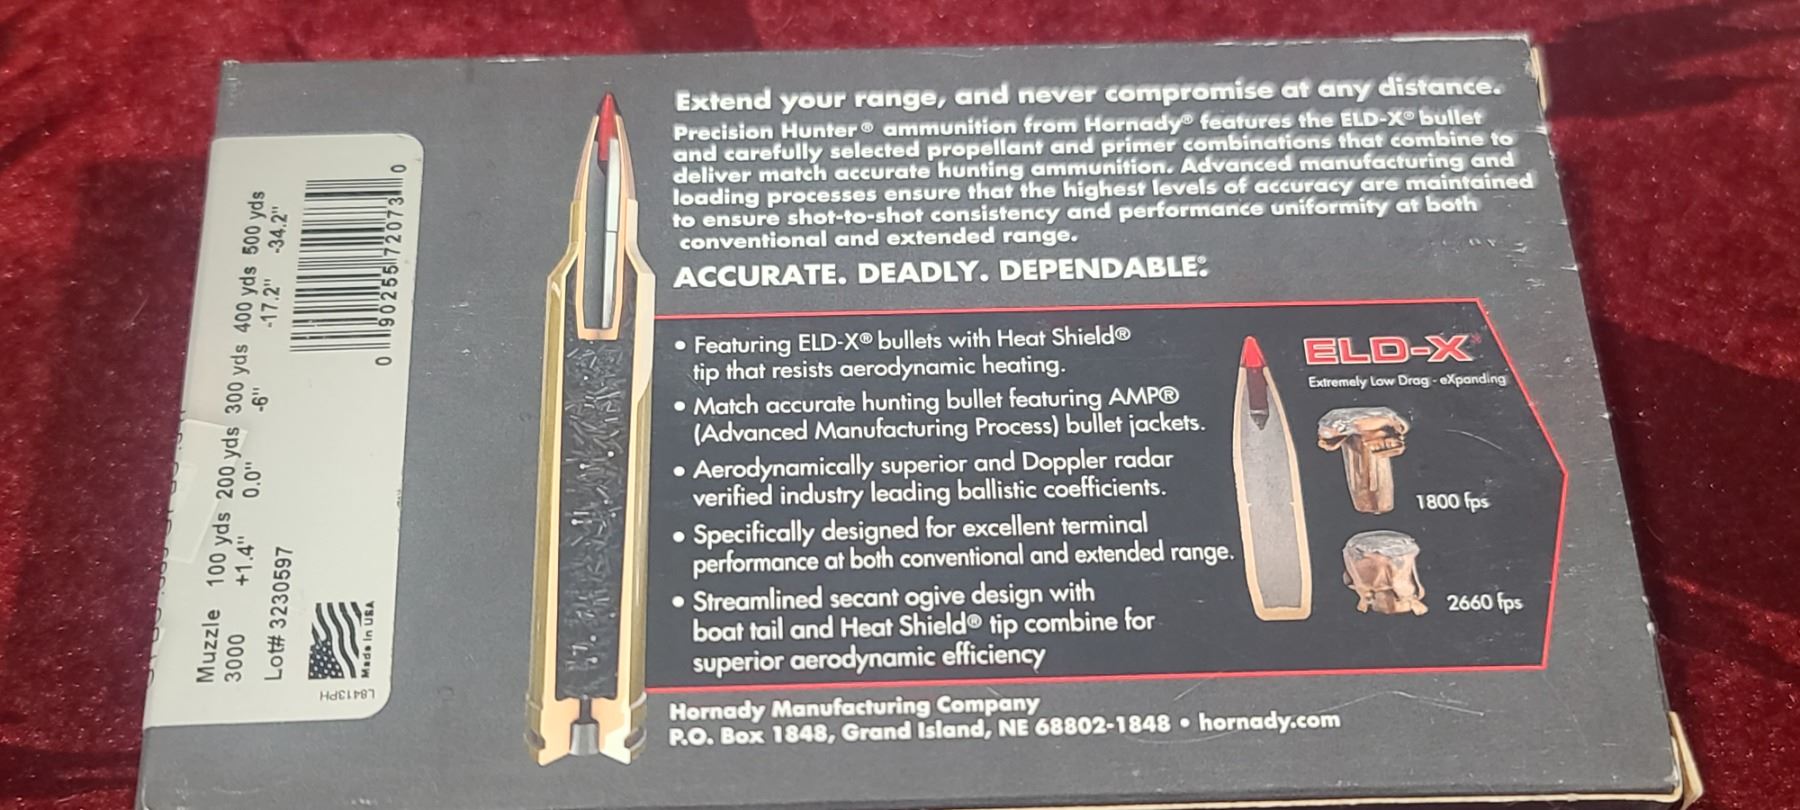 Extend your range, and never compromise at any distance.
Precision Hunter® ammunition from Hornady® features the ELD-X® bullet
and carefully selected propellant and primer combinations that combine to
deliver match accurate hunting ammunition. Advanced manufacturing and
loading processes ensure that the highest levels of accuracy are maintained
to ensure shot-to-shot consistency and performance uniformity at both
conventional and extended range.
ACCURATE. DEADLY. DEPENDABLE.®
• Featuring ELD-X® bullets with Heat Shield®
tip that resists aerodynamic heating.
• Match accurate hunting bullet featuring AMP®
(Advanced Manufacturing Process) bullet jackets.
• Aerodynamically superior and Doppler radar
verified industry leading ballistic coefficients.
• Specifically designed for excellent terminal
performance at both conventional and extended range.
• Streamlined secant ogive design with
boat tail and Heat Shield® tip combine for
superior aerodynamic efficiency
ELD-X®
Extremely Low Drag - eXpanding
1800 fps
2660 fps
Hornady Manufacturing Company
P.O. Box 1848, Grand Island, NE 68802-1848 • hornady.com
Muzzle 100 yds 200 yds 300 yds 400 yds 500 yds
3000 +1.4" 0.0" -6" -17.2" -34.2"
Lot# 3230597
0 90255 72073 0
Made in USA
L8413PH